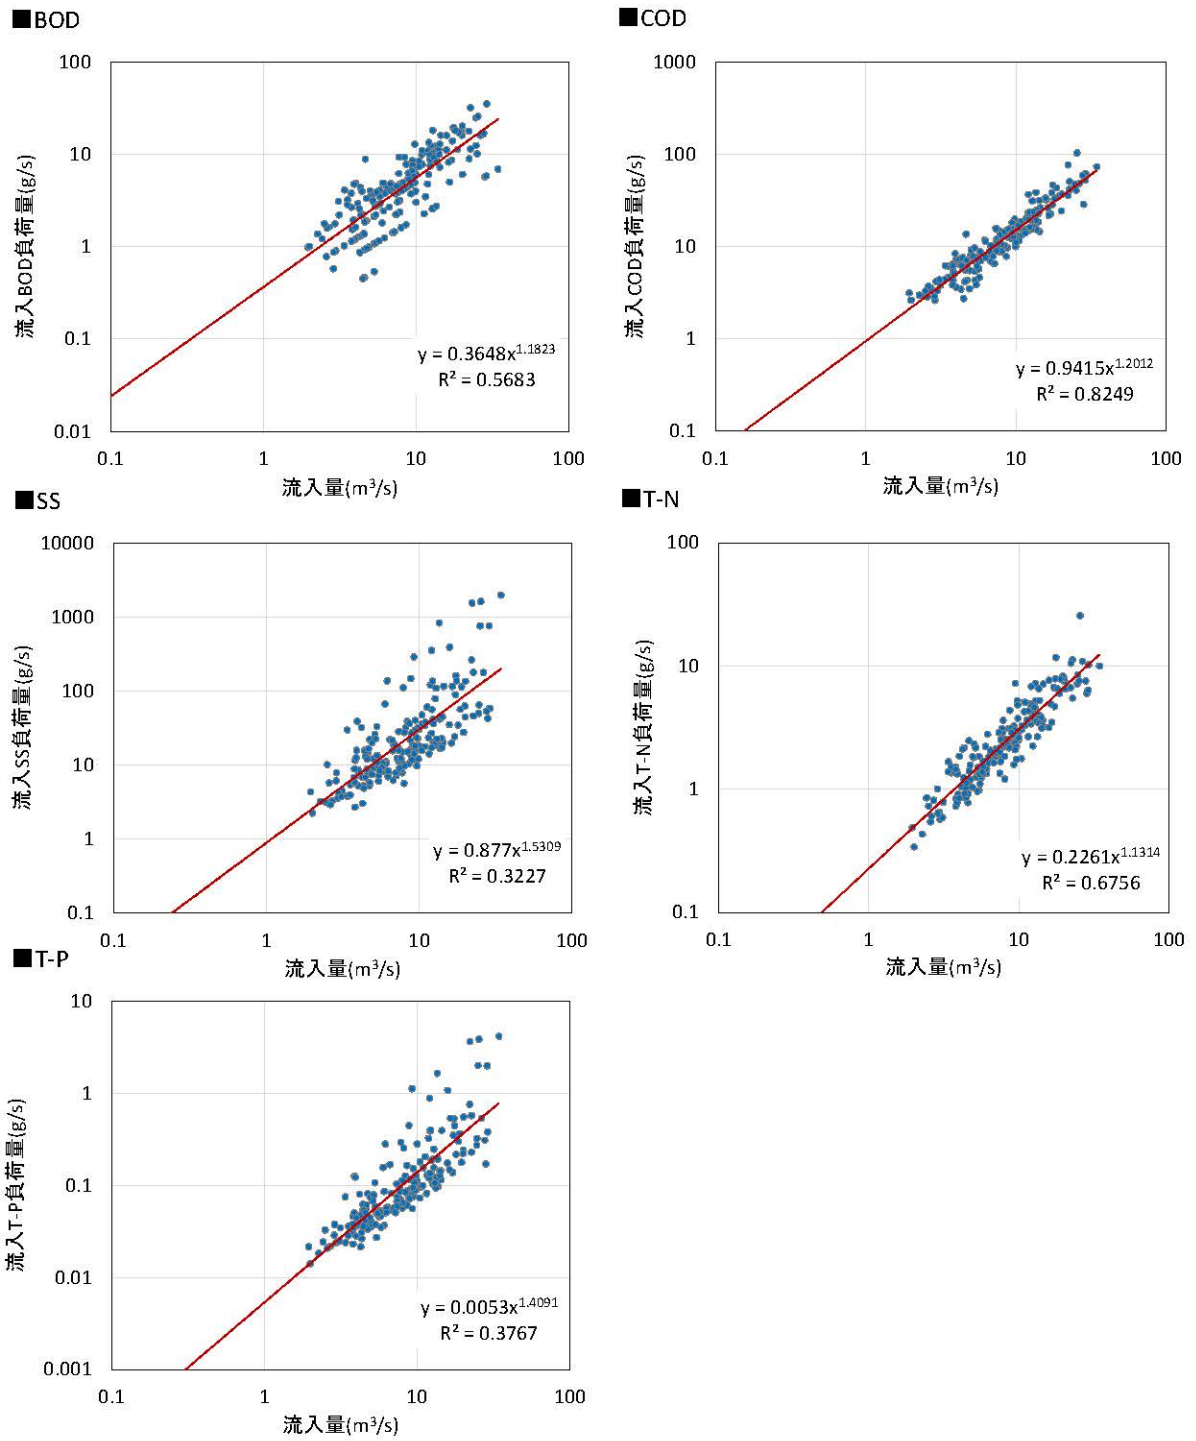 ■BOD
100
10
1
0.1
0.01
流入BOD負荷量(g/s)
y = 0.3648x^1.1823
R² = 0.5683
0.1 1 10 100
流入量(m³/s)
■COD
1000
100
10
1
0.1
流入COD負荷量(g/s)
y = 0.9415x^1.2012
R² = 0.8249
0.1 1 10 100
流入量(m³/s)
■SS
10000
1000
100
10
1
0.1
流入SS負荷量(g/s)
y = 0.877x^1.5309
R² = 0.3227
0.1 1 10 100
流入量(m³/s)
■T-N
100
10
1
0.1
流入T-N負荷量(g/s)
y = 0.2261x^1.1314
R² = 0.6756
0.1 1 10 100
流入量(m³/s)
■T-P
10
1
0.1
0.01
0.001
流入T-P負荷量(g/s)
y = 0.0053x^1.4091
R² = 0.3767
0.1 1 10 100
流入量(m³/s)